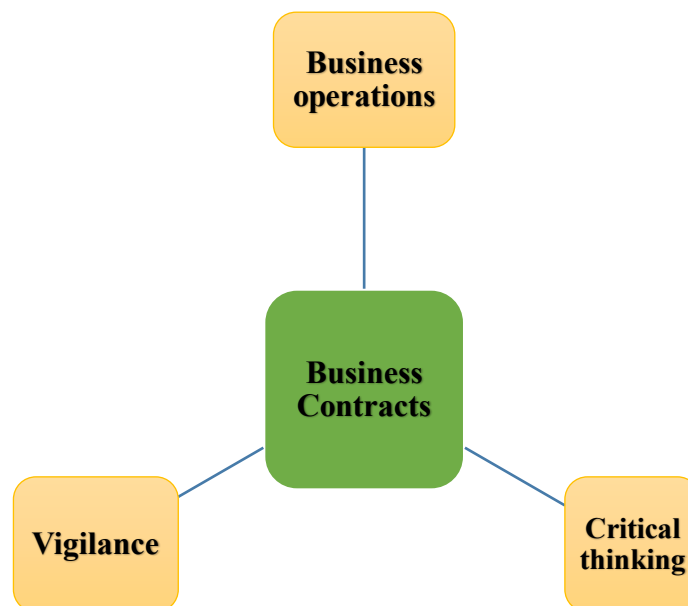 Business
operations
Business
Contracts
Vigilance
Critical
thinking